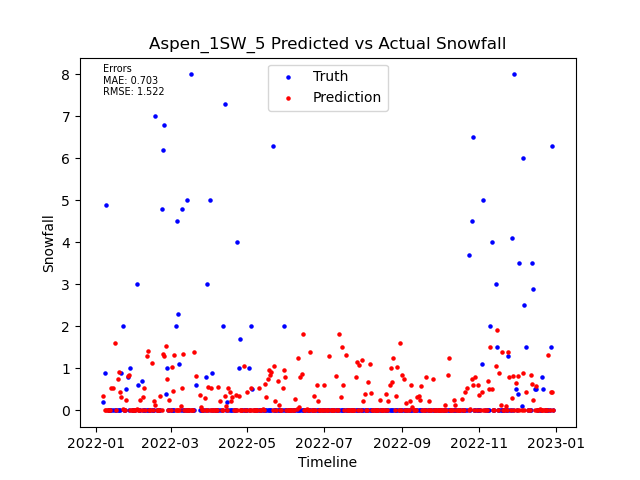 Aspen_1SW_5 Predicted vs Actual Snowfall
Errors
MAE: 0.703
RMSE: 1.522
Truth
Prediction
8
7
6
5
4
3
2
1
0
Snowfall
2022-01
2022-03
2022-05
2022-07
2022-09
2022-11
2023-01
Timeline